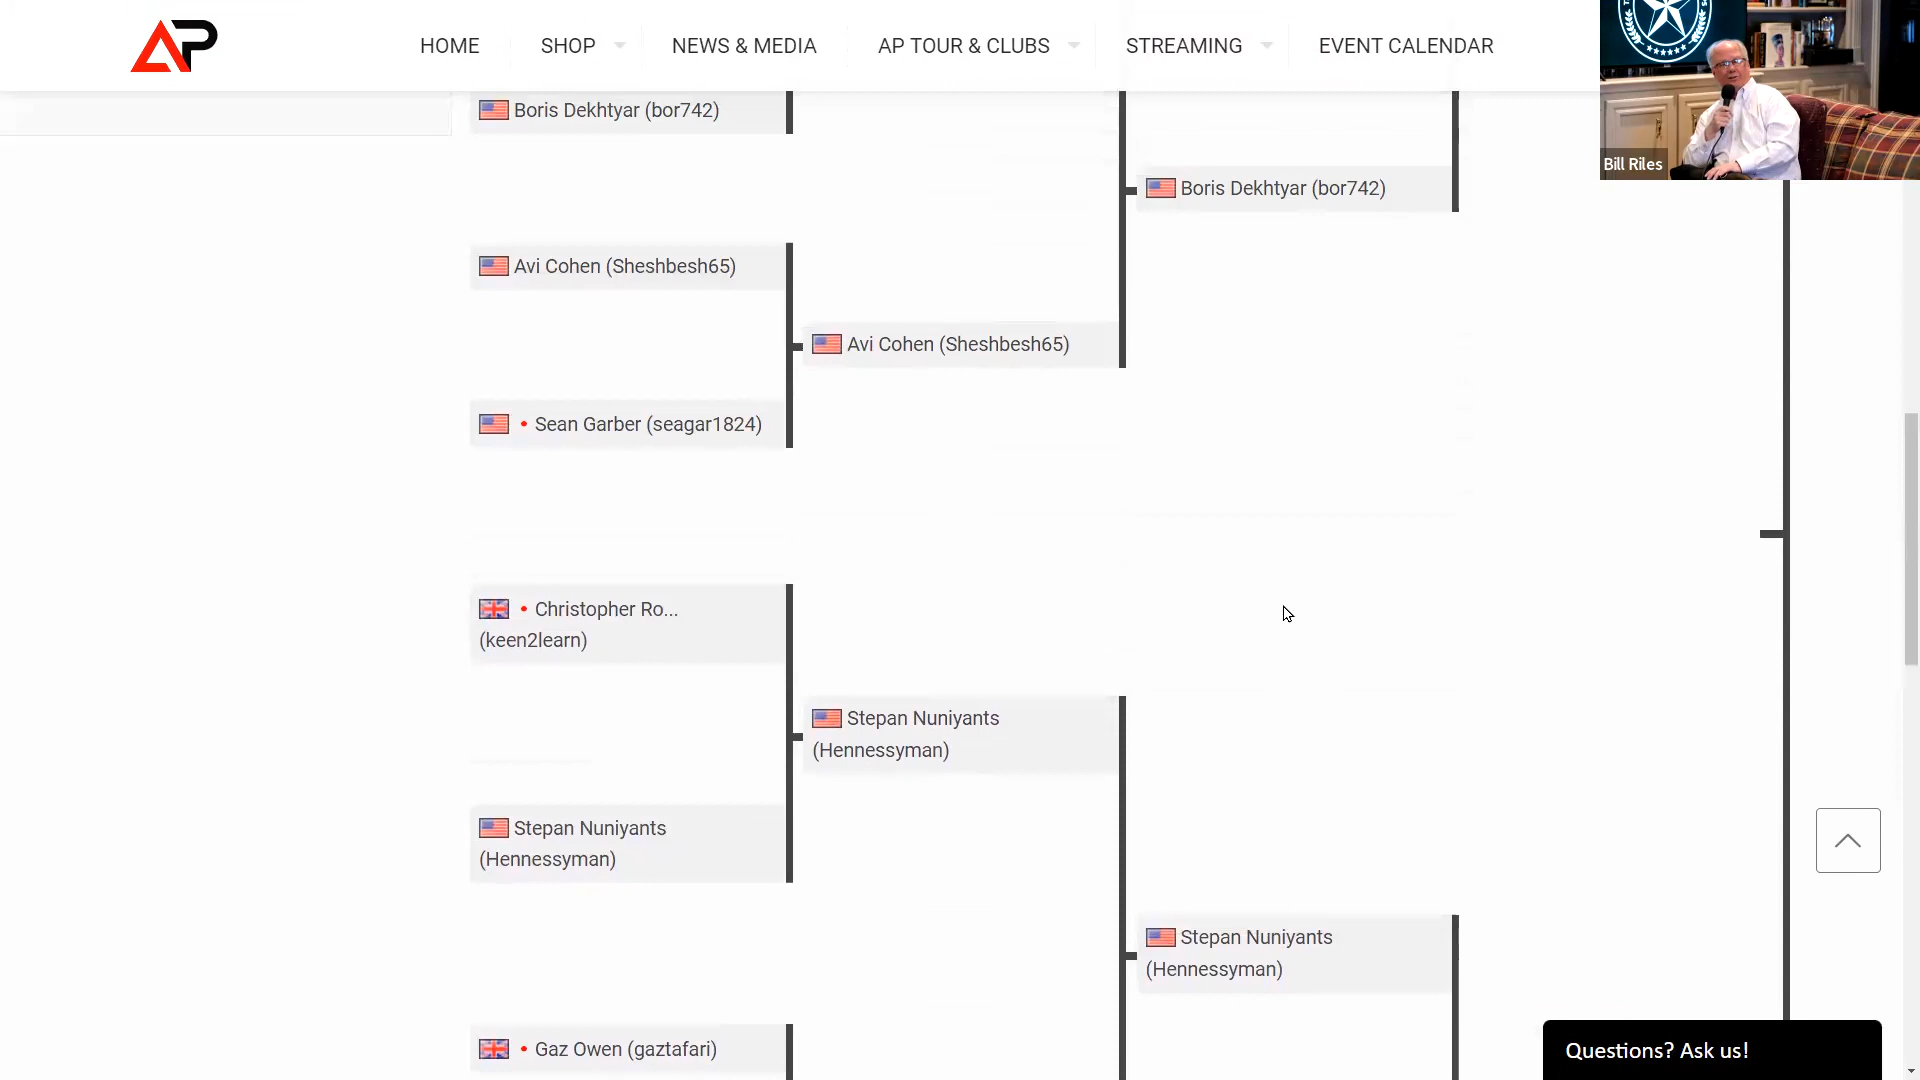 AP
HOME
SHOP
NEWS & MEDIA
AP TOUR & CLUBS
STREAMING
EVENT CALENDAR
Bill Riles
Boris Dekhtyar (bor742)
Boris Dekhtyar (bor742)
Avi Cohen (Sheshbesh65)
Avi Cohen (Sheshbesh65)
Sean Garber (seagar1824)
Christopher Ro...
(keen2learn)
Stepan Nuniyants
(Hennessyman)
Stepan Nuniyants
(Hennessyman)
Stepan Nuniyants
(Hennessyman)
Gaz Owen (gaztafari)
Questions? Ask us!